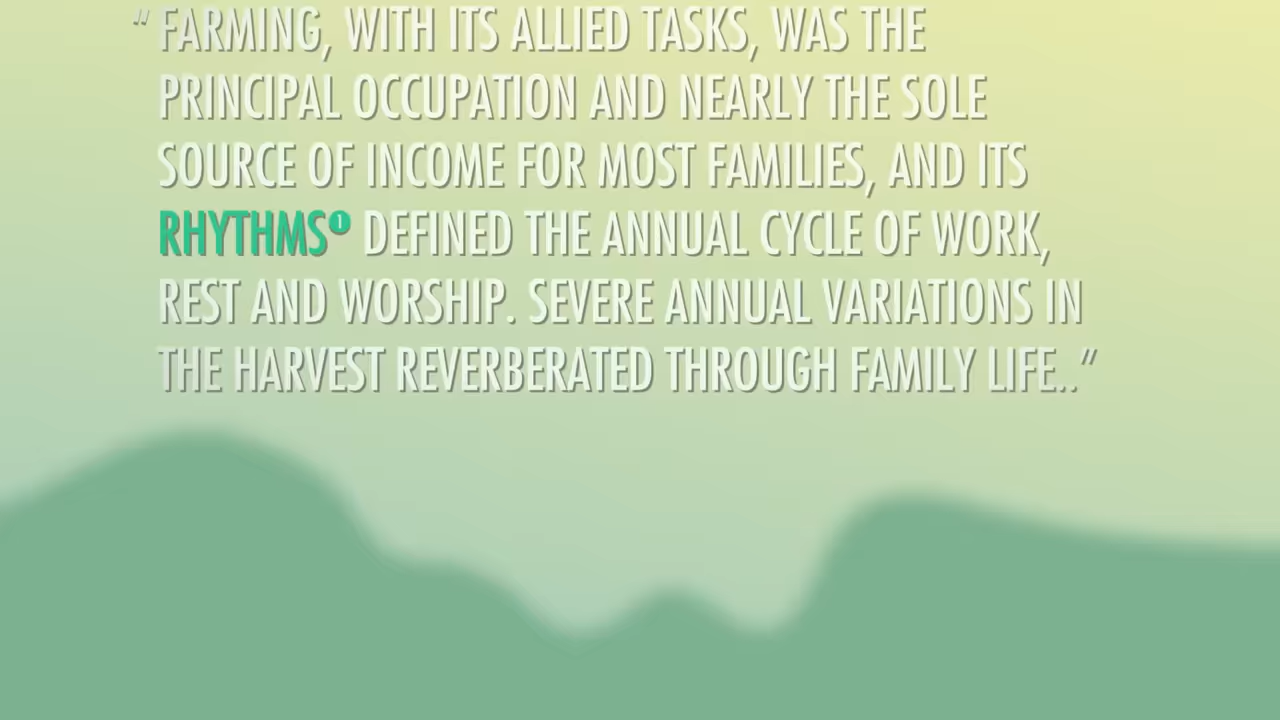 “ FARMING, WITH ITS ALLIED TASKS, WAS THE
PRINCIPAL OCCUPATION AND NEARLY THE SOLE
SOURCE OF INCOME FOR MOST FAMILIES, AND ITS
RHYTHMS❶ DEFINED THE ANNUAL CYCLE OF WORK,
REST AND WORSHIP. SEVERE ANNUAL VARIATIONS IN
THE HARVEST REVERBERATED THROUGH FAMILY LIFE..”